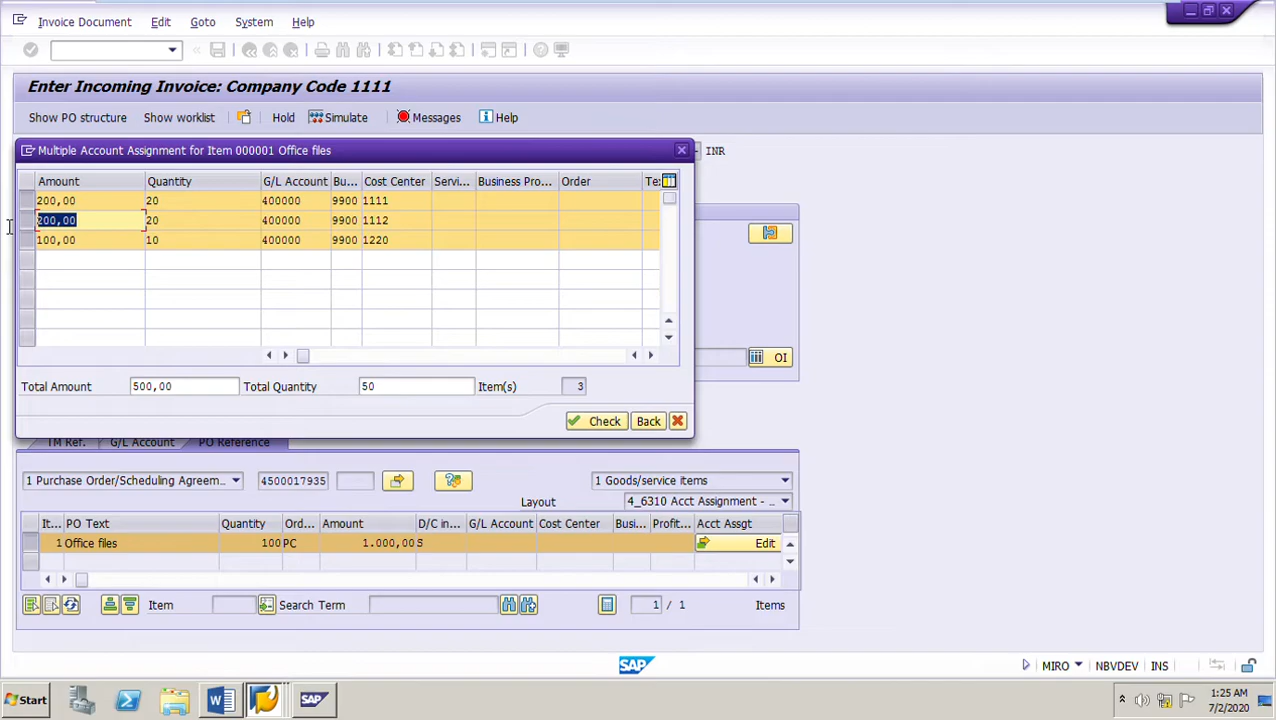 Invoice Document Edit Goto System Help
Enter Incoming Invoice: Company Code 1111
Show PO structure Show worklist Hold Simulate Messages Help
Multiple Account Assignment for Item 000001 Office files
INR
Amount Quantity G/L Account Bu... Cost Center Servi... Business Pro... Order
200,00 20 400000 9900 1111
200,00 20 400000 9900 1112
100,00 10 400000 9900 1220
OI
Total Amount 500,00 Total Quantity 50 Item(s) 3
Check Back
TM Ref. G/L Account PO Reference
1 Purchase Order/Scheduling Agreem... 4500017935 1 Goods/service items
Layout 4_6310 Acct Assignment - ...
It... PO Text Quantity Ord... Amount D/C in... G/L Account Cost Center Busi... Profit... Acct Assgt
1 Office files 100 PC 1.000,00 S Edit
Item Search Term 1 / 1 Items
SAP MIRO NBVDEV INS
Start W SAP 1:25 AM
7/2/2020